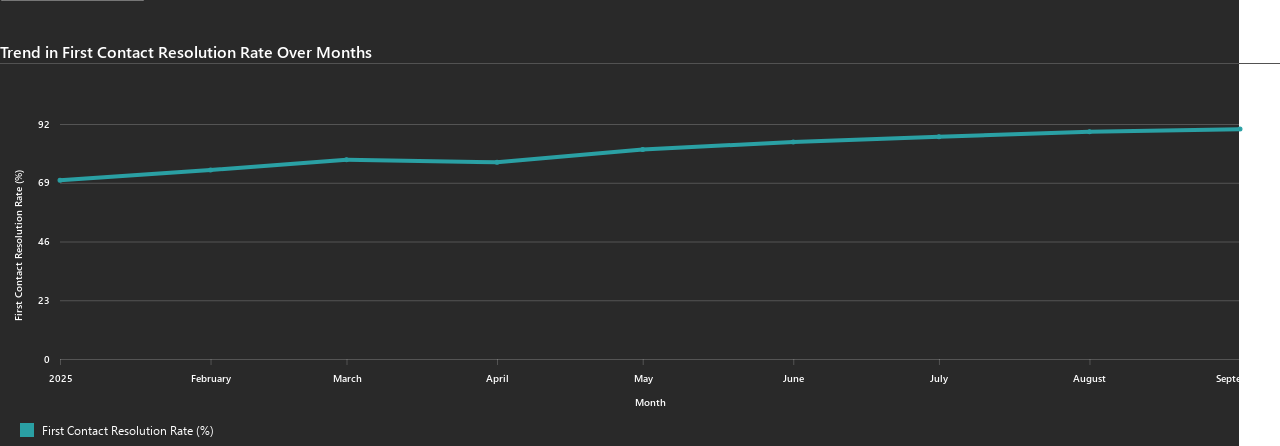 Trend in First Contact Resolution Rate Over Months
First Contact Resolution Rate (%)
92
69
46
23
0
2025 February March April May June July August Septe
Month
First Contact Resolution Rate (%)